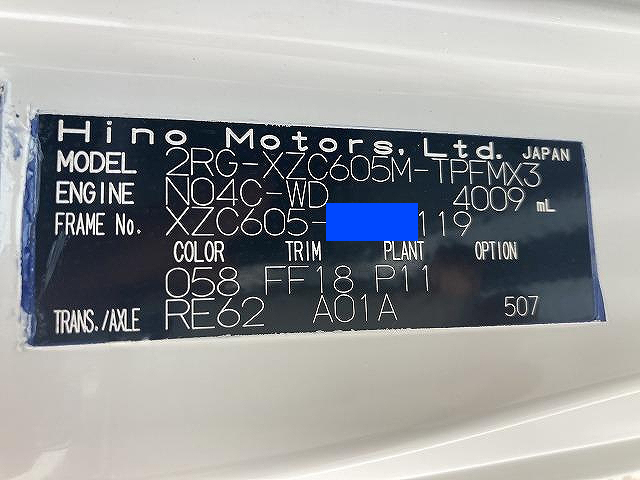 Hino Motors, Ltd. JAPAN
MODEL 2RG-XZC605M-TPFMX3
ENGINE N04C-WD 4009 mL
FRAME No. XZC605- 119
COLOR TRIM PLANT OPTION
058 FF18 P11
TRANS./AXLE RE62 A01A 507